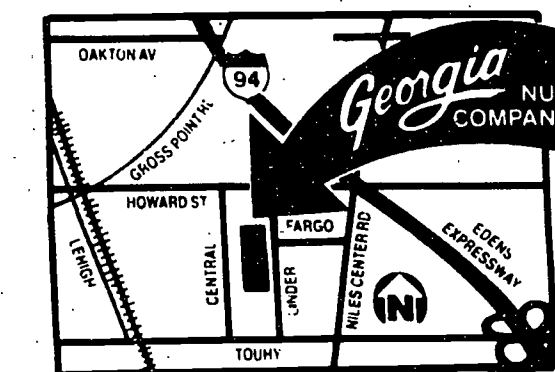 OAKTON AV
94
Georgia
NU
COMPAN
GROSS POINT RD
HOWARD ST
FARGO
EDENS
EXPRESSWAY
LEHIGH
CENTRAL
NILES CENTER RD
N
TOUHY